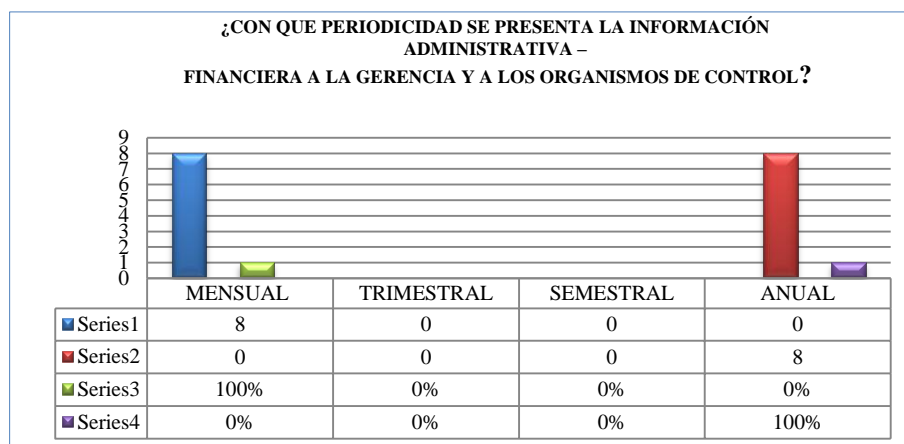 ¿CON QUE PERIODICIDAD SE PRESENTA LA INFORMACIÓN
ADMINISTRATIVA –
FINANCIERA A LA GERENCIA Y A LOS ORGANISMOS DE CONTROL?
9
8
7
6
5
4
3
2
1
0
MENSUAL TRIMESTRAL SEMESTRAL ANUAL
Series1 8 0 0 0
Series2 0 0 0 8
Series3 100% 0% 0% 0%
Series4 0% 0% 0% 100%